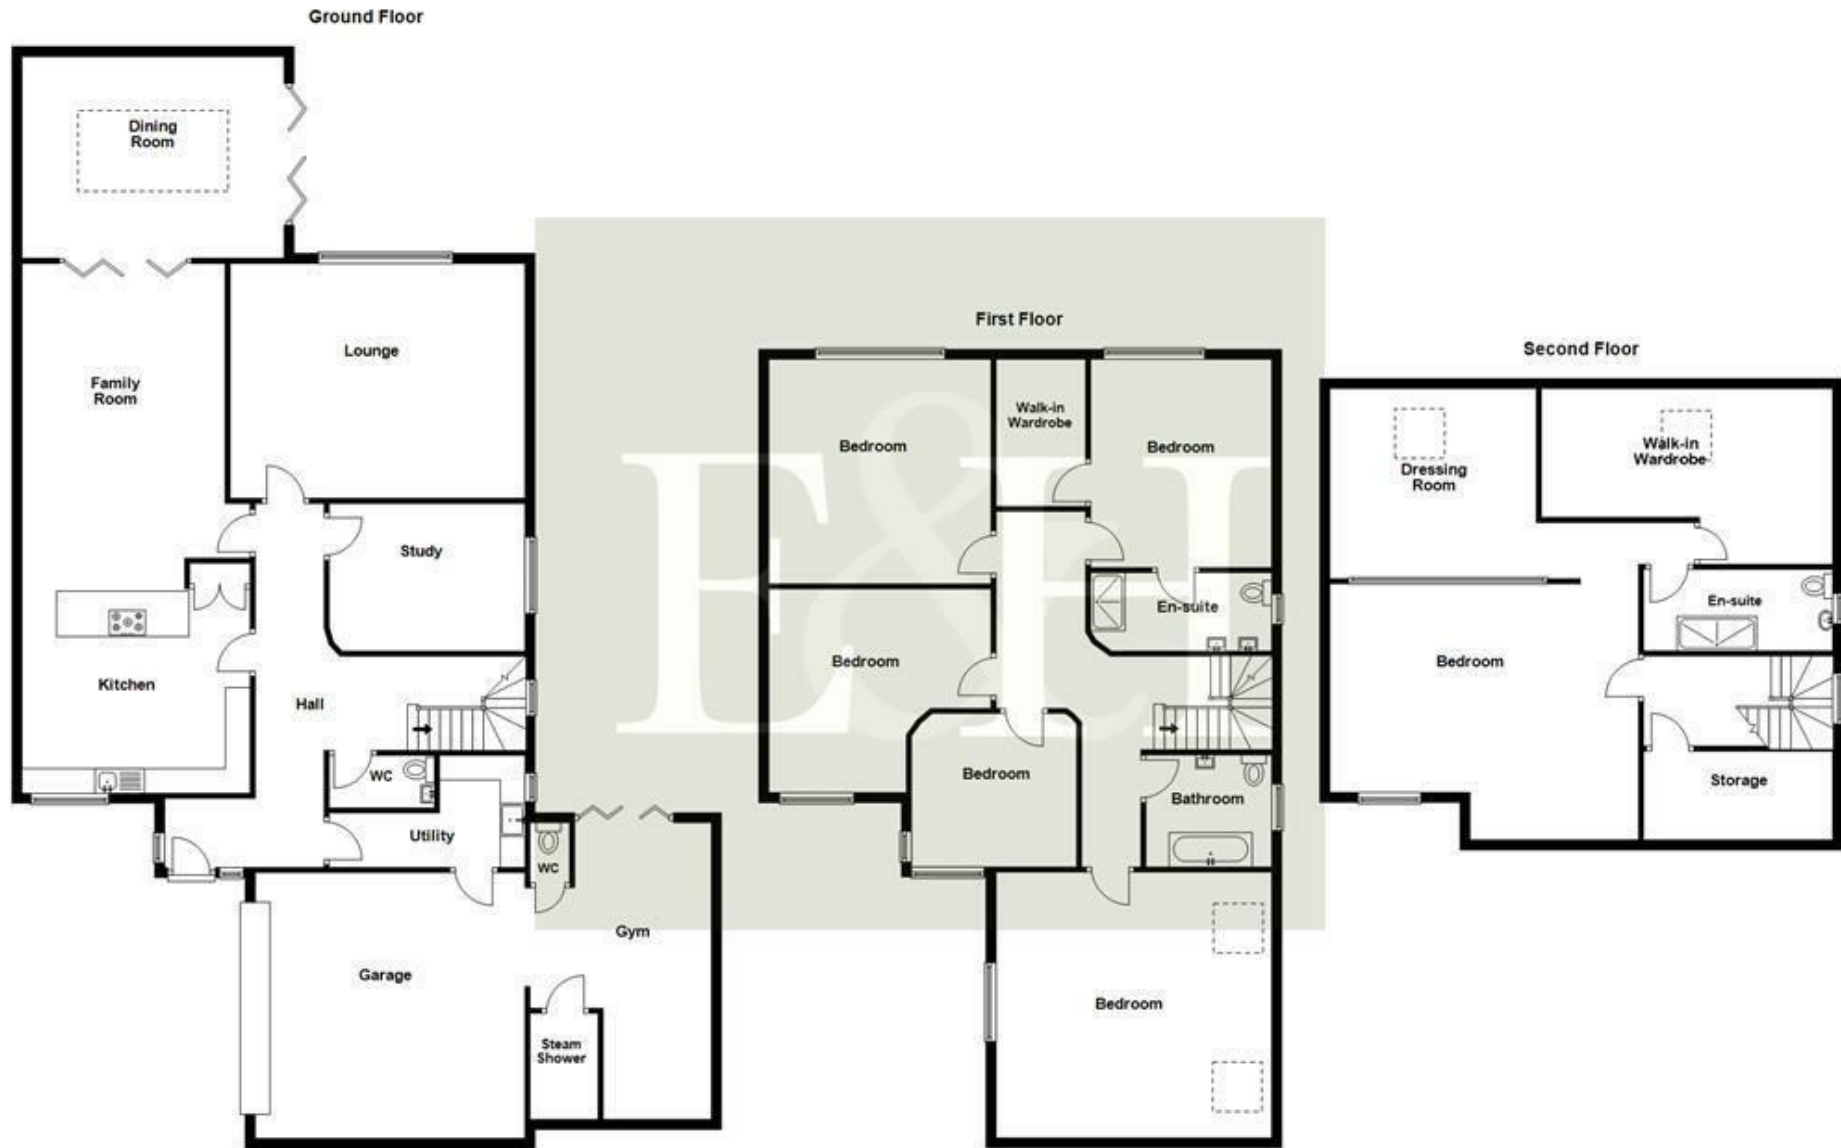 Ground Floor
Dining
Room
Lounge
Family
Room
Study
Kitchen
Hall
WC
Utility
WC
Gym
Garage
Steam
Shower
First Floor
Bedroom
Walk-in
Wardrobe
Bedroom
En-suite
Bedroom
Bedroom
Bathroom
Bedroom
E&H
Second Floor
Dressing
Room
Walk-in
Wardrobe
En-suite
Bedroom
Storage